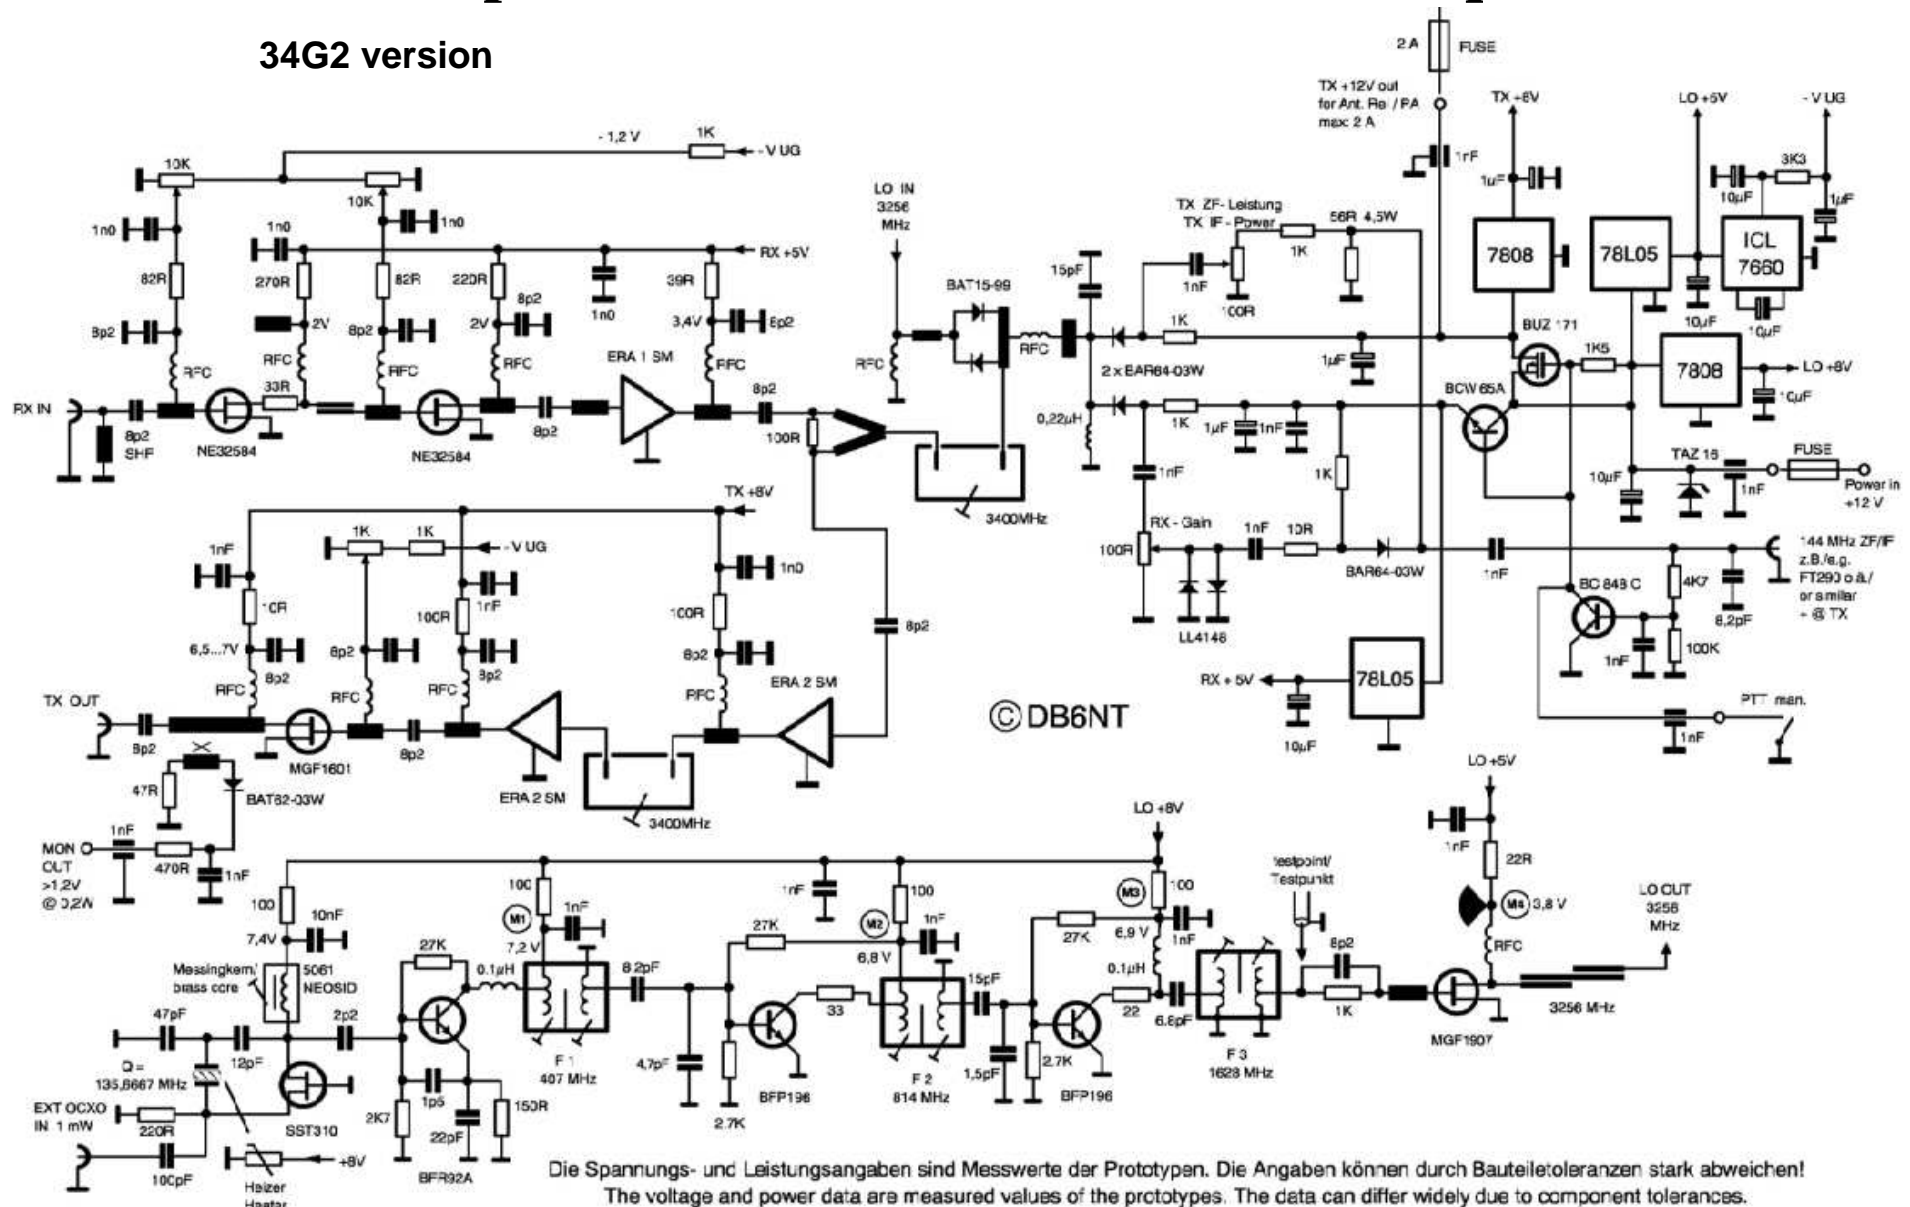 34G2 version
2 A
FUSE
TX +12V out
for Ant. Rel / PA
max: 2 A
1nF
TX +8V
LO +5V
- V UG
1µF
10µF
3K3
1µF
7808
78L05
ICL
7660
10µF
10µF
BUZ 171
1K5
7808
LO +8V
10µF
BCW 65A
TAZ 16
FUSE
10µF
1nF
Power in
+12 V
- 1,2 V
1K
- V UG
10K
10K
1n0
1n0
1n0
RX +5V
82R
270R
82R
220R
1n0
39R
8p2
2V
8p2
2V
8p2
3,4V
8p2
RFC
RFC
RFC
RFC
RFC
ERA 1 SM
RX IN
8p2
SHF
NE32584
33R
NE32584
8p2
8p2
100R
LO IN
3256
MHz
RFC
BAT15-99
RFC
3400MHz
15pF
TX ZF- Leistung
TX IF - Power
1nF
100R
1K
56R 4,5W
1K
2 x BAR64-03W
1µF
0,22µH
1K
1µF
1nF
1nF
1K
RX - Gain
100R
1nF
10R
LL4148
BAR64-03W
1nF
144 MHz ZF/IF
z.B./e.g.
FT290 o.ä./
or similar
+ @ TX
BC 848 C
4K7
8,2pF
1nF
100K
PTT man.
1nF
RX + 5V
78L05
10µF
TX +8V
1nF
1K
1K
- V UG
10R
1nF
100R
1n0
100R
8p2
6,5...7V
8p2
8p2
8p2
8p2
RFC
RFC
RFC
RFC
ERA 2 SM
TX OUT
8p2
MGF1601
8p2
ERA 2 SM
3400MHz
47R
BAT62-03W
MON
OUT
>1,2V
@ 0,2W
1nF
470R
1nF
© DB6NT
LO +8V
LO +5V
100
10nF
7,4V
Messingkern/
brass core
5061
NEOSID
47pF
12pF
2p2
Q =
135,6667 MHz
EXT OCXO
IN 1 mW
220R
100pF
SST310
+8V
Heizer
Heater
27K
0.1µH
1p5
2K7
22pF
150R
BFR92A
100
M1
7,2 V
1nF
F 1
407 MHz
8.2pF
4,7pF
27K
2.7K
BFP196
33
1nF
100
M2
6,8 V
1nF
F 2
814 MHz
15pF
1,5pF
27K
2.7K
BFP196
M3
100
6,9 V
1nF
0.1µH
22
6.8pF
F 3
1628 MHz
testpoint/
Testpunkt
8p2
1K
MGF1907
1nF
22R
M4
3,8 V
RFC
LO OUT
3256
MHz
3256 MHz
Die Spannungs- und Leistungsangaben sind Messwerte der Prototypen. Die Angaben können durch Bauteiletoleranzen stark abweichen!
The voltage and power data are measured values of the prototypes. The data can differ widely due to component tolerances.